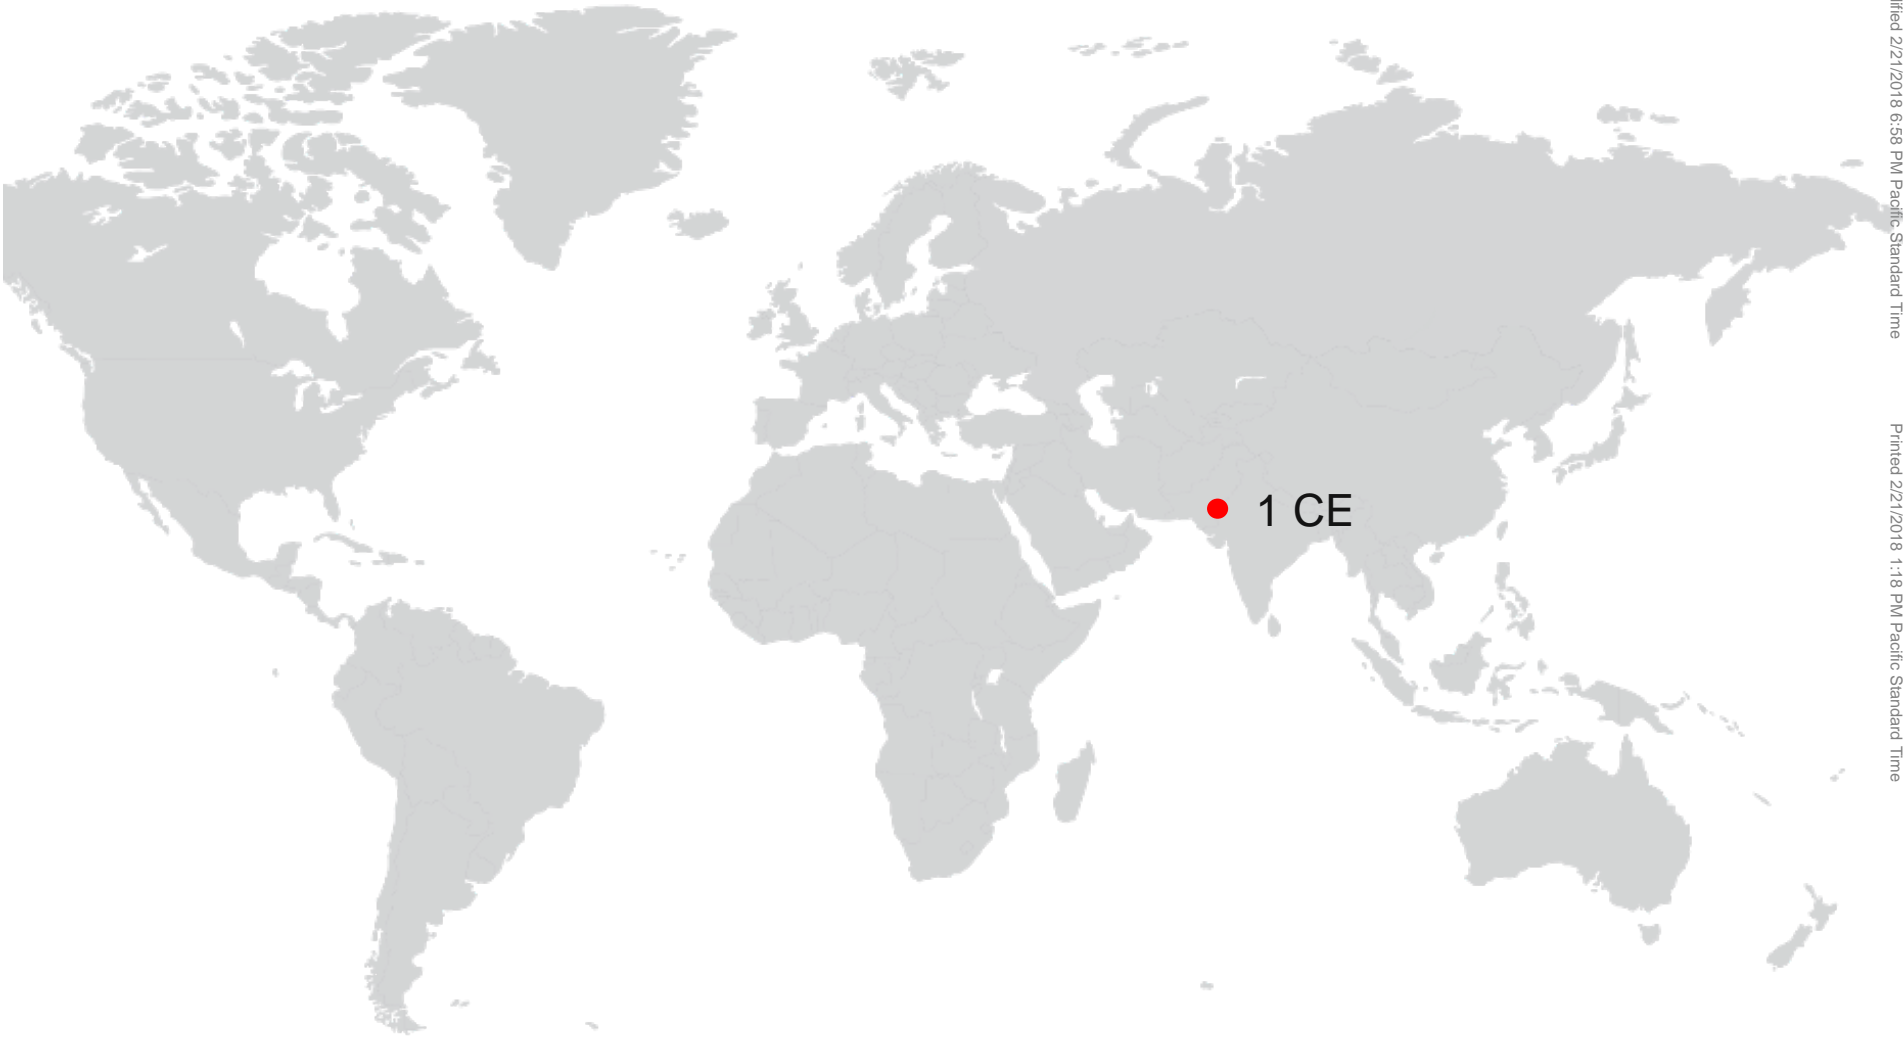 1 CE
ified 2/21/2018 6:58 PM Pacific Standard Time
Printed 2/21/2018 1:18 PM Pacific Standard Time